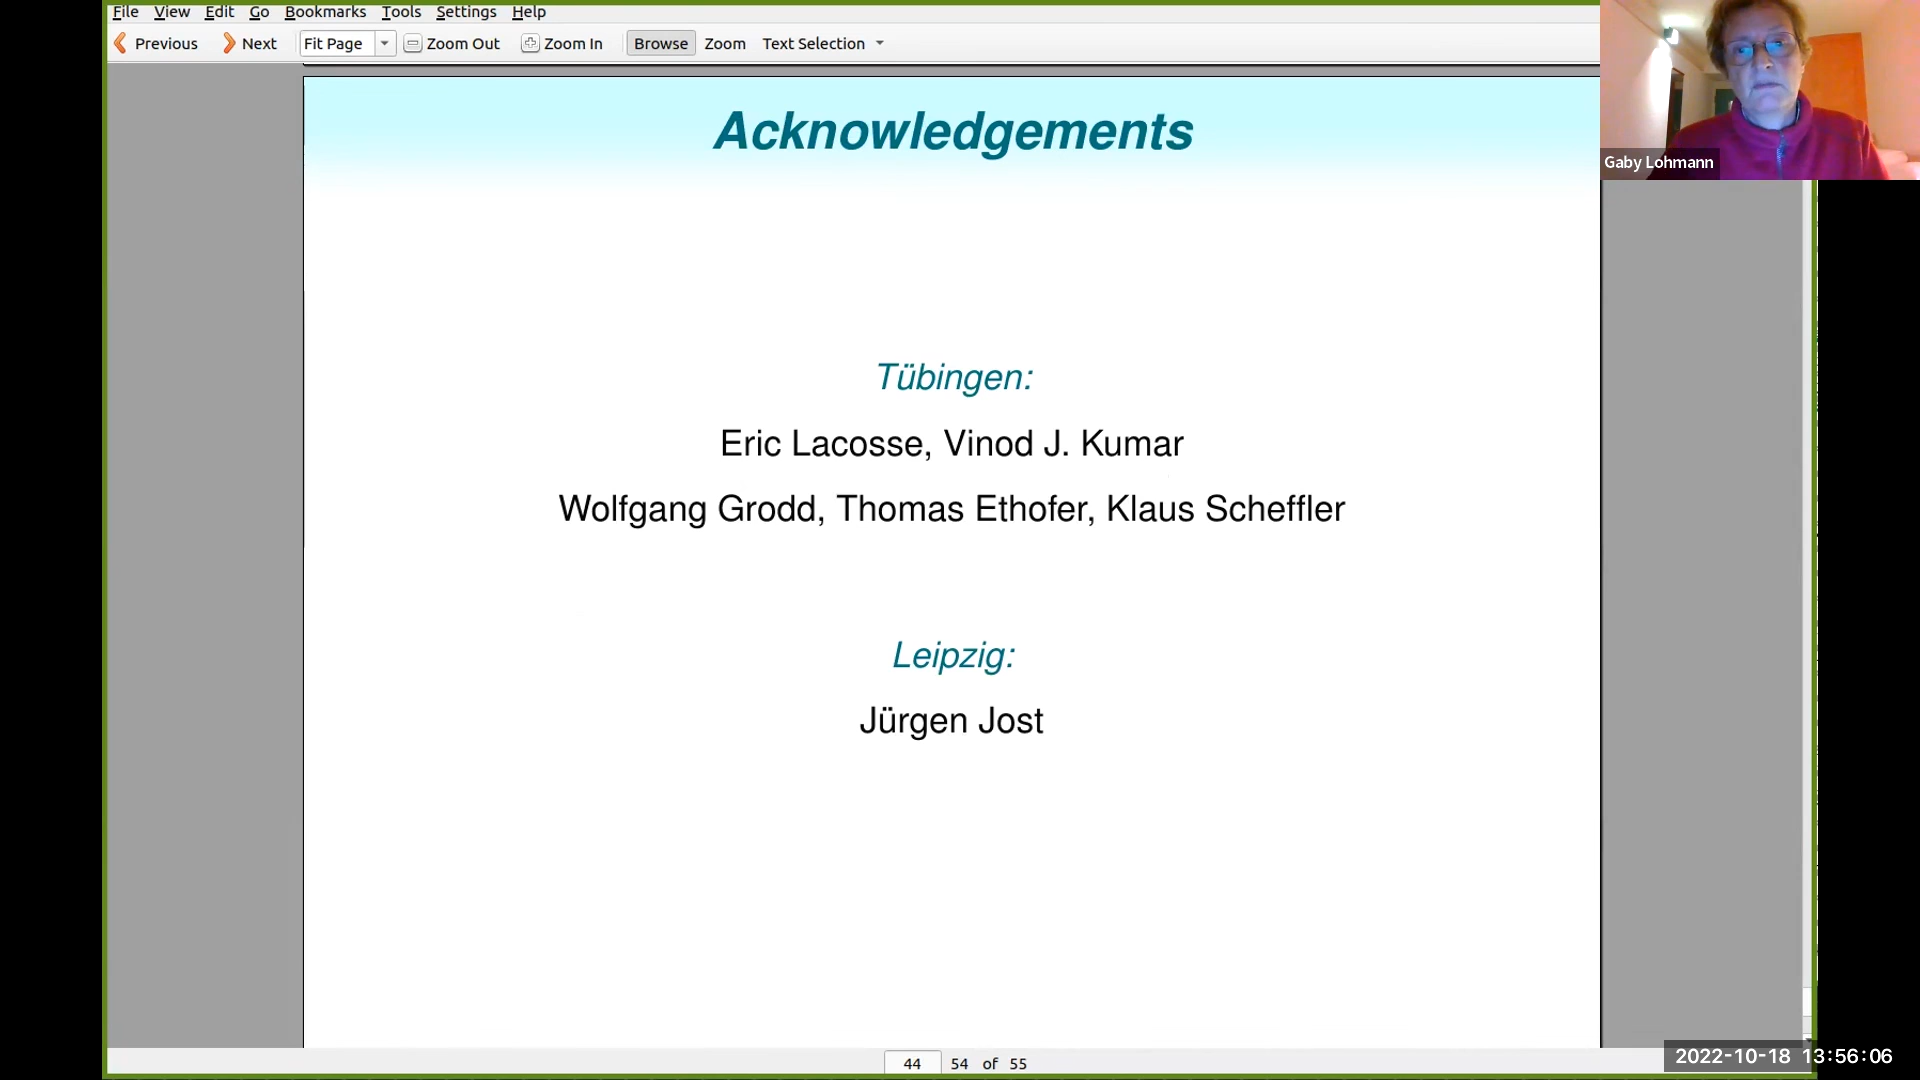 File View Edit Go Bookmarks Tools Settings Help
Previous Next Fit Page Zoom Out Zoom In Browse Zoom Text Selection
Acknowledgements
Gaby Lohmann
Tübingen:
Eric Lacosse, Vinod J. Kumar
Wolfgang Grodd, Thomas Ethofer, Klaus Scheffler
Leipzig:
Jürgen Jost
44 54 of 55
2022-10-18 13:56:06